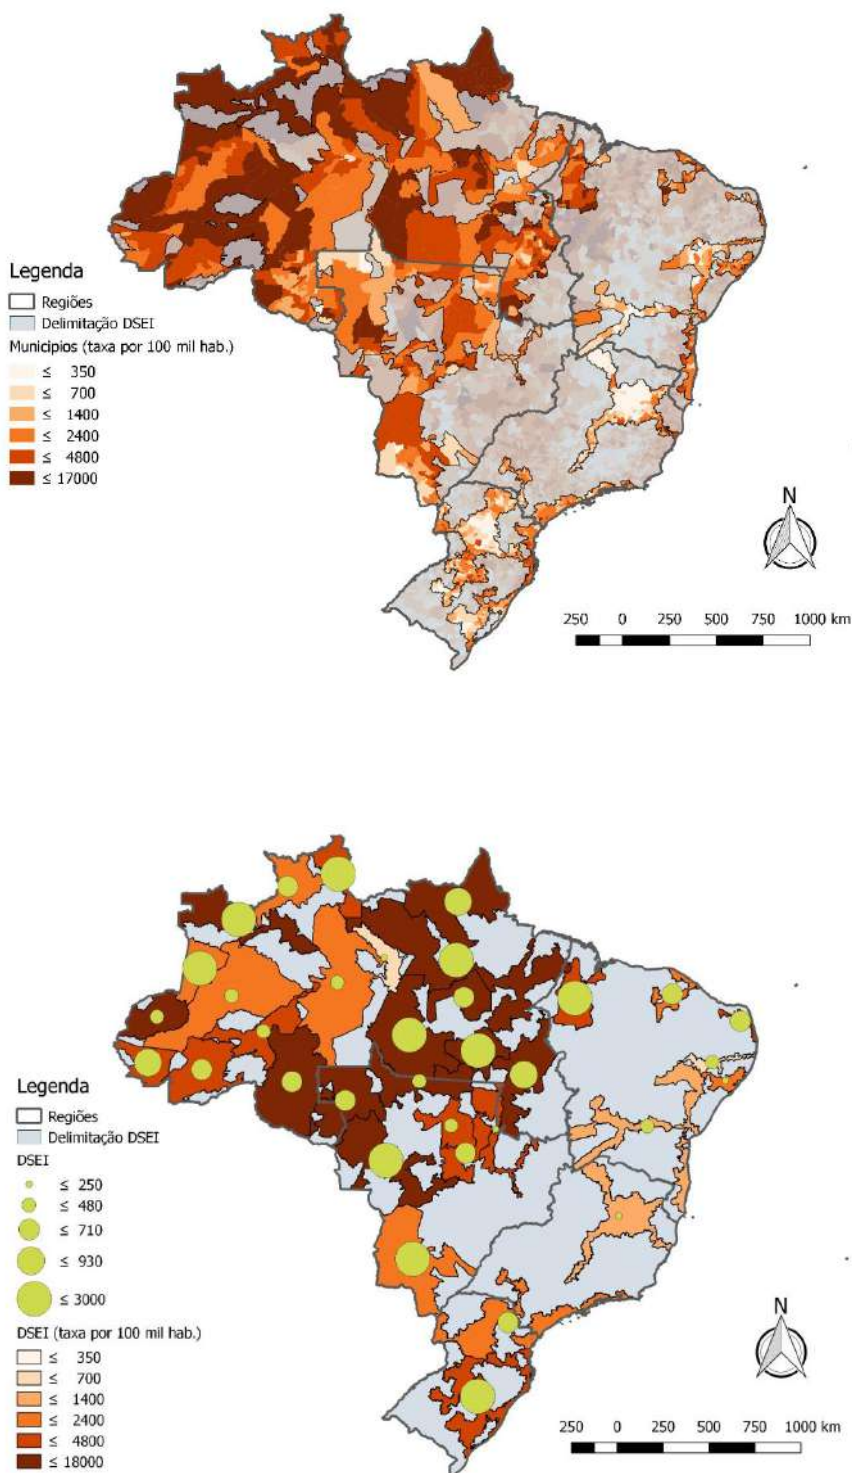 Legenda
Regiões
Delimitação DSEI
Municípios (taxa por 100 mil hab.)
≤ 350
≤ 700
≤ 1400
≤ 2400
≤ 4800
≤ 17000
N
250 0 250 500 750 1000 km
Legenda
Regiões
Delimitação DSEI
DSEI
≤ 250
≤ 480
≤ 710
≤ 930
≤ 3000
DSEI (taxa por 100 mil hab.)
≤ 350
≤ 700
≤ 1400
≤ 2400
≤ 4800
≤ 18000
N
250 0 250 500 750 1000 km